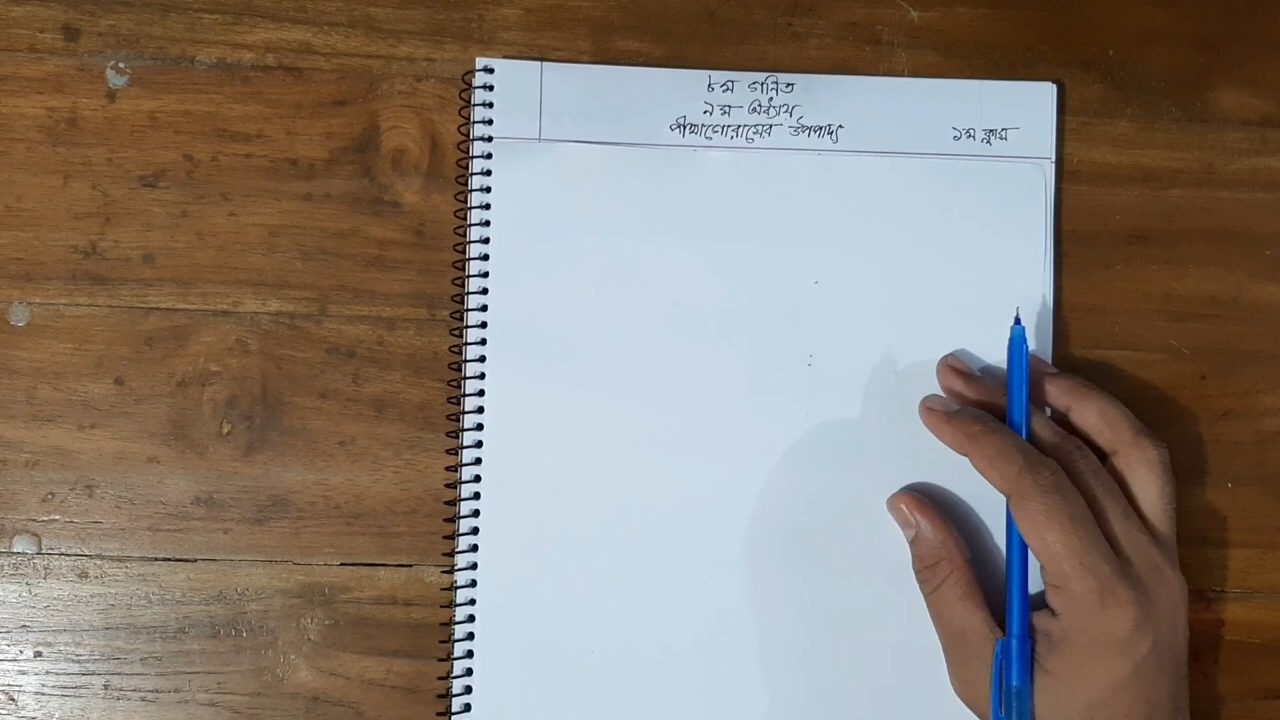 ৮ম গনিত
৯ম অধ্যায়
পীথাগোরাসের উপপাদ্য
১ম ক্লাস